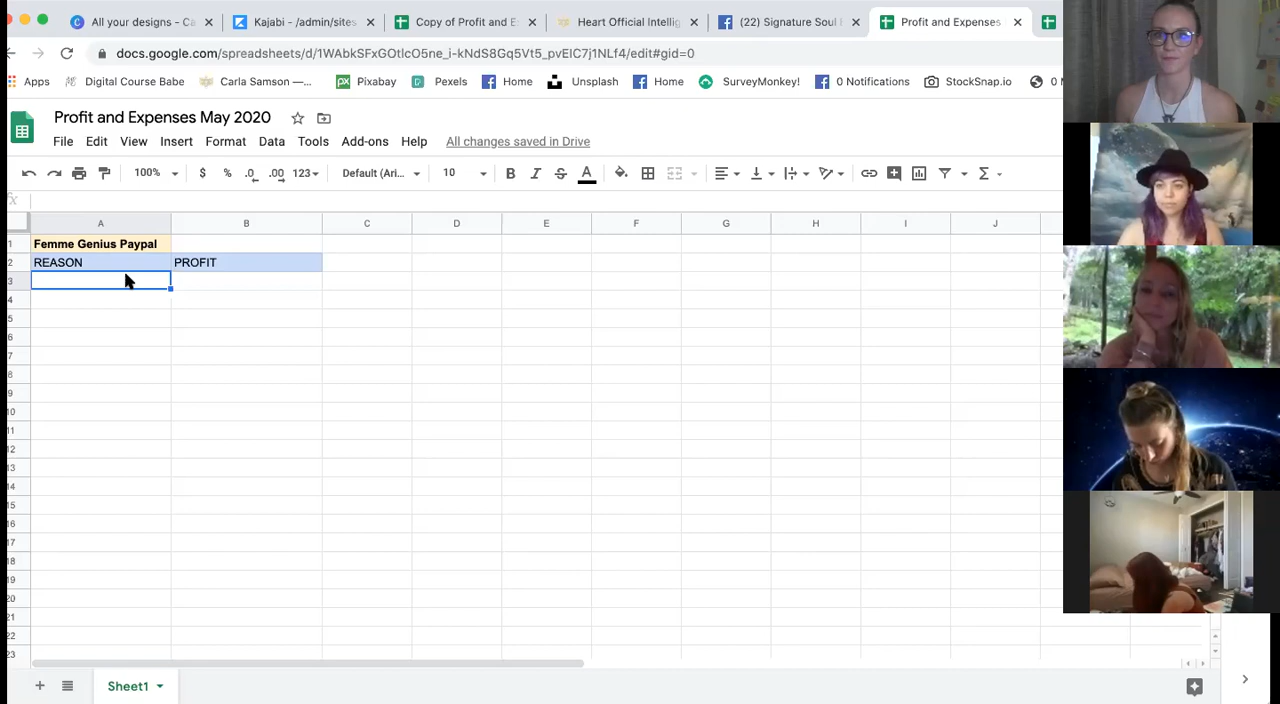 All your designs - Ca
Kajabi - /admin/sites
Copy of Profit and E
Heart Official Intellig
(22) Signature Soul
Profit and Expenses
docs.google.com/spreadsheets/d/1WAbkSFxGOtlcO5ne_i-kNdS8Gq5Vt5_pvEIC7j1NLf4/edit#gid=0
Apps
Digital Course Babe
Carla Samson —...
px Pixabay
Pexels
Home
Unsplash
Home
SurveyMonkey!
0 Notifications
StockSnap.io
Profit and Expenses May 2020
File Edit View Insert Format Data Tools Add-ons Help All changes saved in Drive
100% $ % .0 .00 123 Default (Ari... 10 B I S A
fx
A B C D E F G H I J
1 Femme Genius Paypal
2 REASON PROFIT
3
4
5
6
7
8
9
10
11
12
13
14
15
16
17
18
19
20
21
22
23
Sheet1